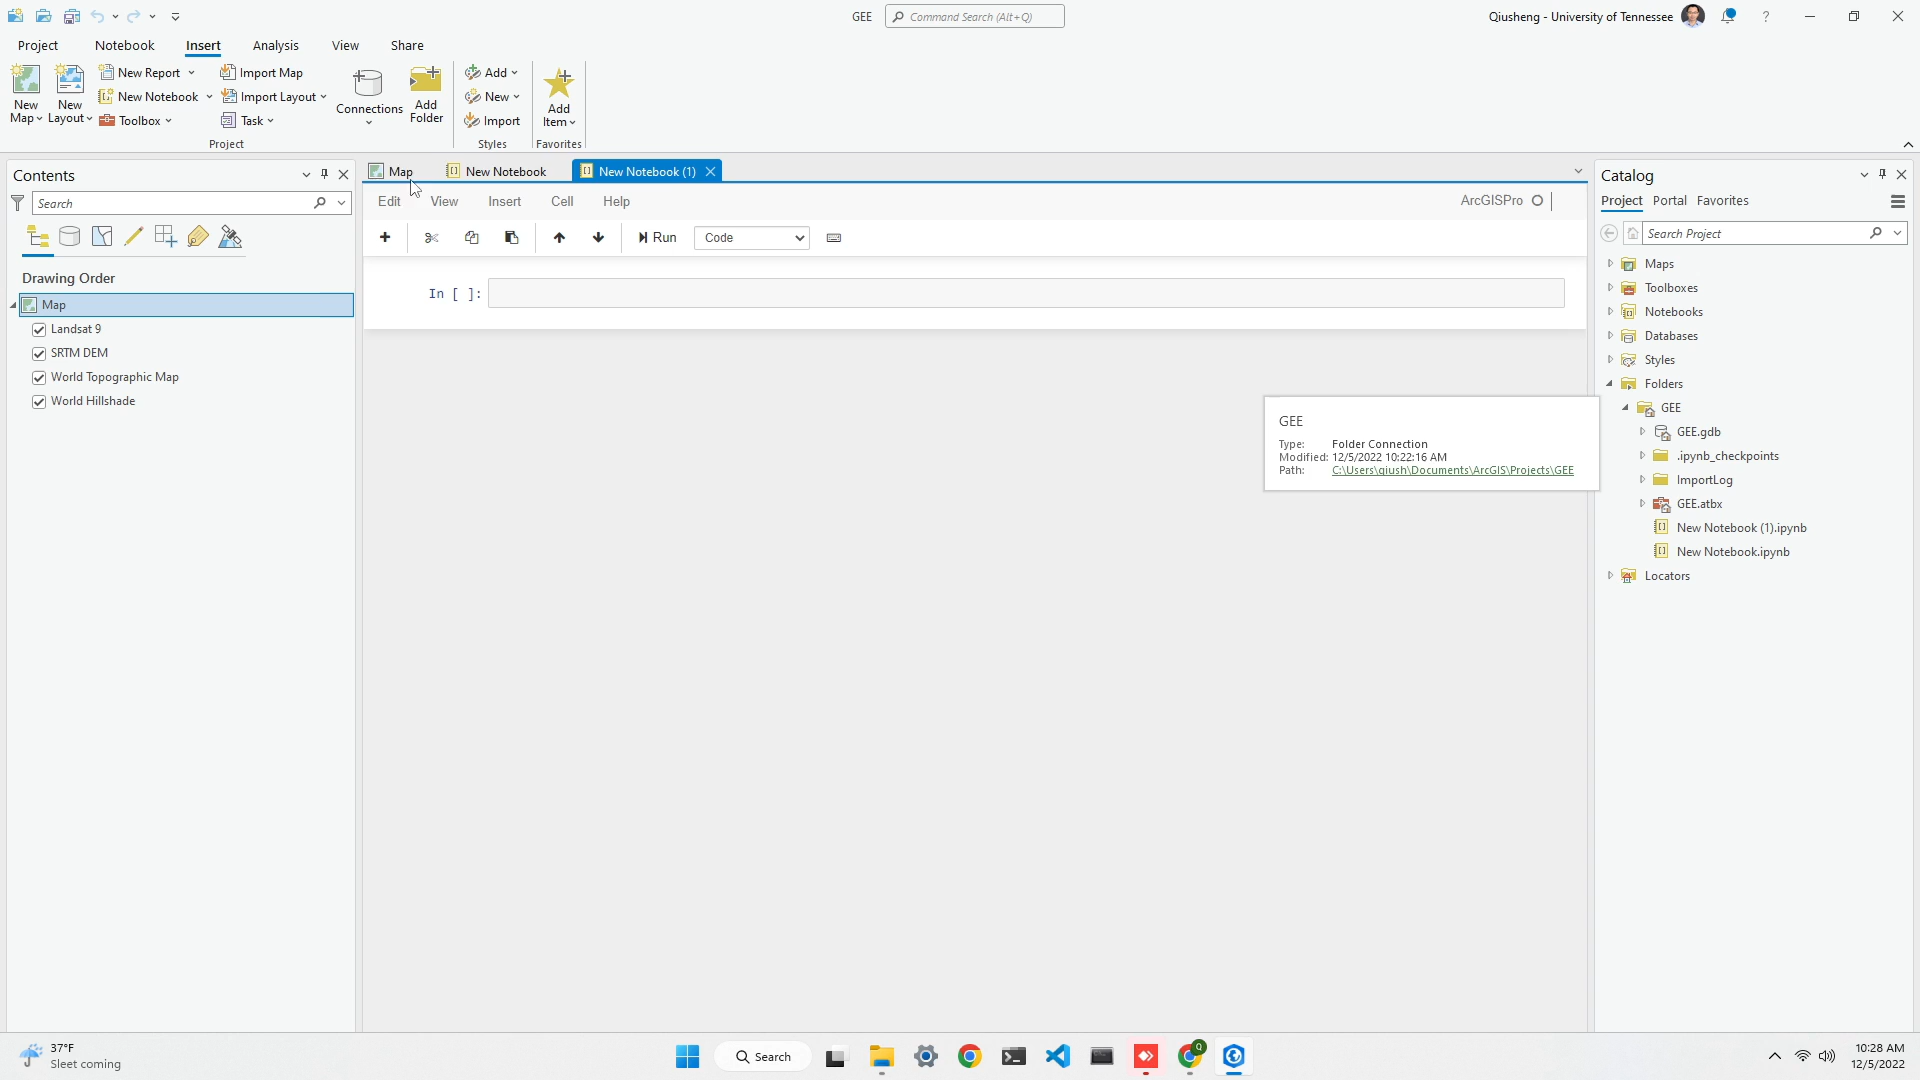 GEE
Command Search (Alt+Q)
Qiusheng - University of Tennessee
?
Project
Notebook
Insert
Analysis
View
Share
New Map
New Layout
New Report
New Notebook
Toolbox
Import Map
Import Layout
Task
Connections
Add Folder
Project
Add
New
Import
Styles
Add Item
Favorites
Contents
Search
Drawing Order
Map
Landsat 9
SRTM DEM
World Topographic Map
World Hillshade
Map
New Notebook
New Notebook (1)
Edit
View
Insert
Cell
Help
ArcGISPro
Run
Code
In [ ]:
GEE
Type: Folder Connection
Modified: 12/5/2022 10:22:16 AM
Path: C:\Users\qiush\Documents\ArcGIS\Projects\GEE
Catalog
Project
Portal
Favorites
Search Project
Maps
Toolboxes
Notebooks
Databases
Styles
Folders
GEE
GEE.gdb
.ipynb_checkpoints
ImportLog
GEE.atbx
New Notebook (1).ipynb
New Notebook.ipynb
Locators
37°F
Sleet coming
Search
Q
10:28 AM
12/5/2022